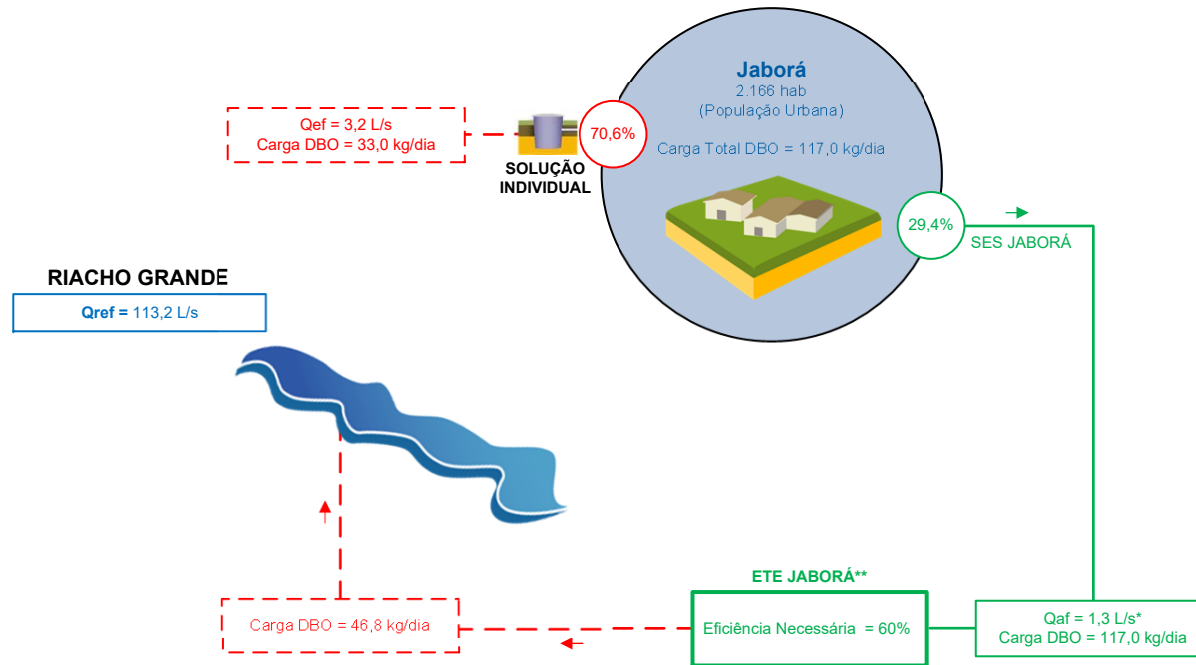 Jaborá
2.166 hab
(População Urbana)
Carga Total DBO = 117,0 kg/dia
70,6%
Qef = 3,2 L/s
Carga DBO = 33,0 kg/dia
SOLUÇÃO
INDIVIDUAL
29,4%
SES JABORÁ
RIACHO GRANDE
Qref = 113,2 L/s
ETE JABORÁ**
Eficiência Necessária = 60%
Qaf = 1,3 L/s*
Carga DBO = 117,0 kg/dia
Carga DBO = 46,8 kg/dia